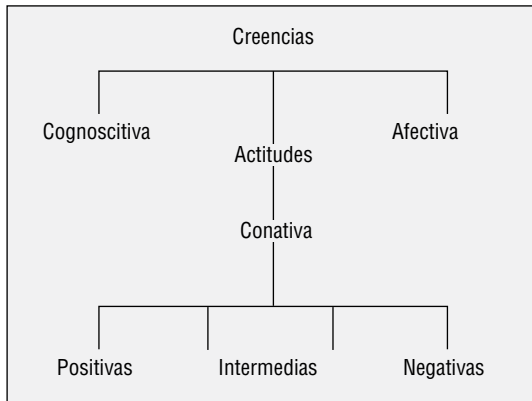 Creencias
Cognoscitiva
Afectiva
Actitudes
Conativa
Positivas Intermedias Negativas